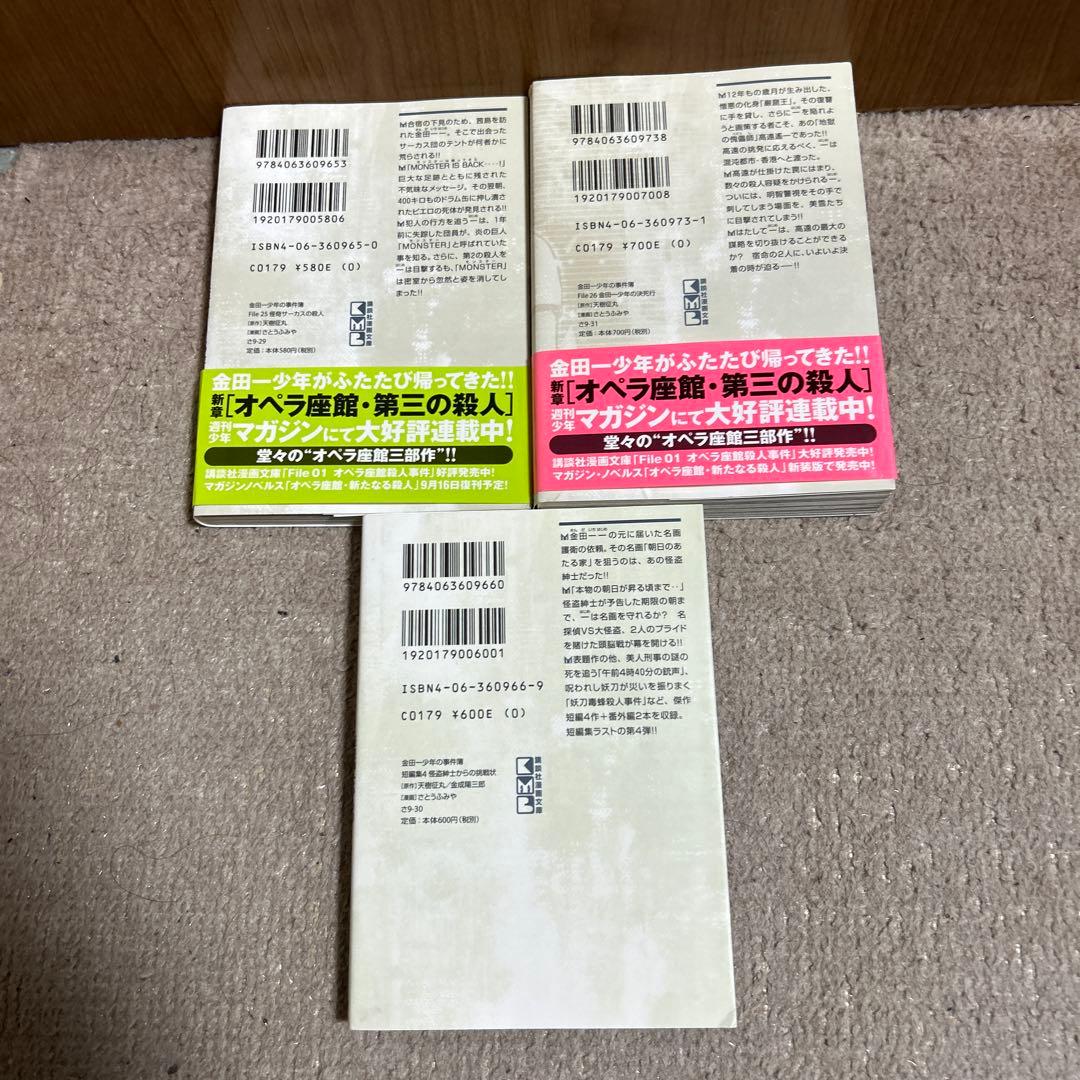 9784063609653
1920179005806
ISBN4-06-360965-0
C0179 ¥580E (0)
金田一少年の事件簿
File 25 怪奇サーカスの殺人
[原作]天樹征丸
[漫画]さとうふみや
さ9-29
定価:本体580円(税別)
KMB
講談社漫画文庫
合宿の下見のため、茜島を訪
れた金田一一。そこで出会った
サーカス団のテントが何者かに
荒らされる!!
「MONSTER IS BACK‥‥!」
巨大な足跡とともに残された
不気味なメッセージ。その翌朝、
400キロものドラム缶に押し潰さ
れたピエロの死体が発見される!!
犯人の行方を追う一は、1年
前に失踪した団員が、炎の巨人
「MONSTER」と呼ばれていた
事を知る。さらに、第2の殺人を
一は目撃するも、「MONSTER」
は密室から忽然と姿を消してし
まった!!
金田一少年がふたたび帰ってきた!!
新章[オペラ座館・第三の殺人]
週刊少年マガジンにて大好評連載中!
堂々の“オペラ座館三部作”!!
講談社漫画文庫「File 01 オペラ座館殺人事件」好評発売中!
マガジンノベルス「オペラ座館・新たなる殺人」9月16日復刊予定!
9784063609738
1920179007008
ISBN4-06-360973-1
C0179 ¥700E (0)
金田一少年の事件簿
File 26 金田一少年の決死行
[原作]天樹征丸
[漫画]さとうふみや
さ9-31
定価:本体700円(税別)
KMB
講談社漫画文庫
12年もの歳月が生み出した、
憎悪の化身「巌窟王」。その復讐
に手を貸し、さらに一を陥れよ
うと画策する者こそ、あの「地獄
の傀儡師」高遠遙一であった!!
高遠の挑発に応えるべく、一は
混沌都市・香港へと渡った。
高遠が仕掛けた罠にはまり、
数々の殺人容疑をかけられる一。
ついには、明智警視をその手で
刺してしまう場面を、美雪たち
に目撃されてしまう!!
はたして一は、高遠の最大の
謀略を切り抜けることができる
か? 宿命の2人に、いよいよ決
着の時が迫る──!!
金田一少年がふたたび帰ってきた!!
新章[オペラ座館・第三の殺人]
週刊少年マガジンにて大好評連載中!
堂々の“オペラ座館三部作”!!
講談社漫画文庫「File 01 オペラ座館殺人事件」大好評発売中!
マガジン・ノベルス「オペラ座館・新たなる殺人」新装版で発売中!
9784063609660
1920179006001
ISBN4-06-360966-9
C0179 ¥600E (0)
金田一少年の事件簿
短編集4 怪盗紳士からの挑戦状
[原作]天樹征丸/金成陽三郎
[漫画]さとうふみや
さ9-30
定価:本体600円(税別)
KMB
講談社漫画文庫
きんだいちはじめ
金田一一の元に届いた名画
護衛の依頼。その名画「朝日のあ
たる家」を狙うのは、あの怪盗
紳士だった!!
「本物の朝日が昇る頃まで‥」
怪盗紳士が予告した期限の朝ま
で、一は名画を守れるか? 名
探偵VS大怪盗、2人のプライド
を賭けた頭脳戦が幕を開ける!!
表題作の他、美人刑事の謎の
死を追う「午前4時40分の銃声」、
呪われし妖刀が災いを振りまく
「妖刀毒蜂殺人事件」など、傑作
短編4作+番外編2本を収録。
短編集ラストの第4弾!!